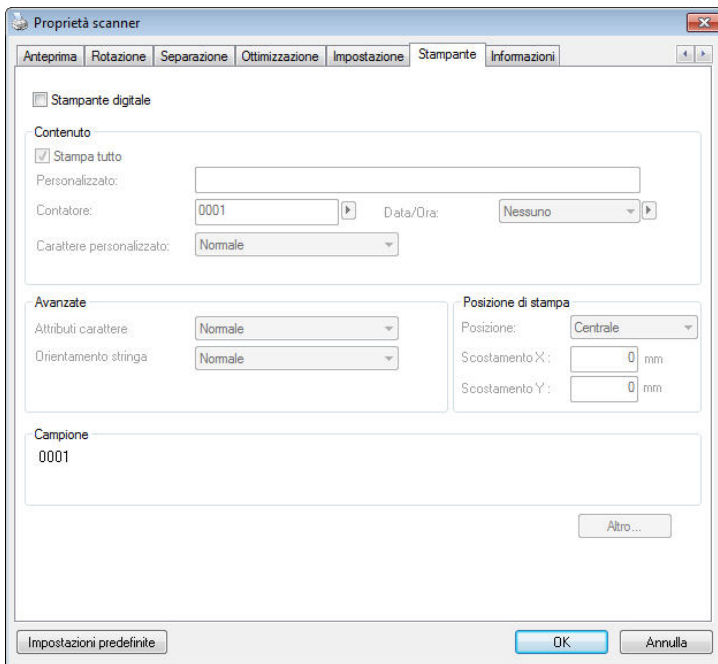 Proprietà scanner
Anteprima Rotazione Separazione Ottimizzazione Impostazione Stampante Informazioni
Stampante digitale
Contenuto
Stampa tutto
Personalizzato:
Contatore: 0001 Data/Ora: Nessuno
Carattere personalizzato: Normale
Avanzate Posizione di stampa
Attributi carattere Normale Posizione: Centrale
Orientamento stringa Normale Scostamento X : 0 mm
Scostamento Y : 0 mm
Campione
0001
Altro...
Impostazioni predefinite OK Annulla